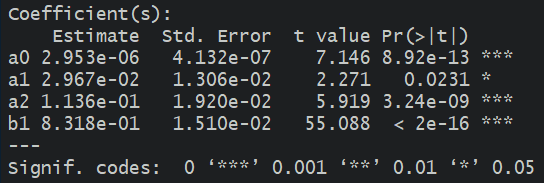 Coefficient(s):
Estimate Std. Error t value Pr(>|t|)
a0 2.953e-06 4.132e-07 7.146 8.92e-13 ***
a1 2.967e-02 1.306e-02 2.271 0.0231 *
a2 1.136e-01 1.920e-02 5.919 3.24e-09 ***
b1 8.318e-01 1.510e-02 55.088 < 2e-16 ***
---
Signif. codes: 0 ‘***’ 0.001 ‘**’ 0.01 ‘*’ 0.05